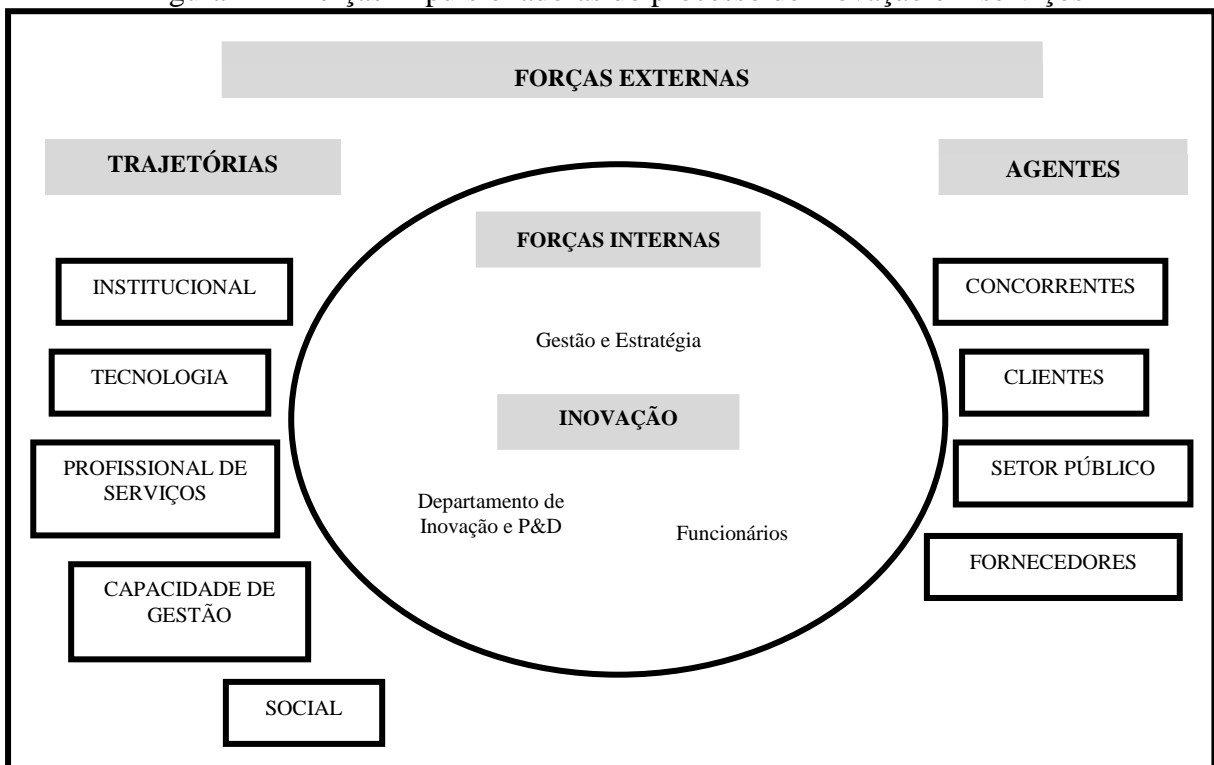 FORÇAS EXTERNAS
TRAJETÓRIAS
AGENTES
FORÇAS INTERNAS
INSTITUCIONAL
CONCORRENTES
Gestão e Estratégia
TECNOLOGIA
CLIENTES
INOVAÇÃO
PROFISSIONAL DE
SERVIÇOS
SETOR PÚBLICO
Departamento de
Inovação e P&D
Funcionários
FORNECEDORES
CAPACIDADE DE
GESTÃO
SOCIAL